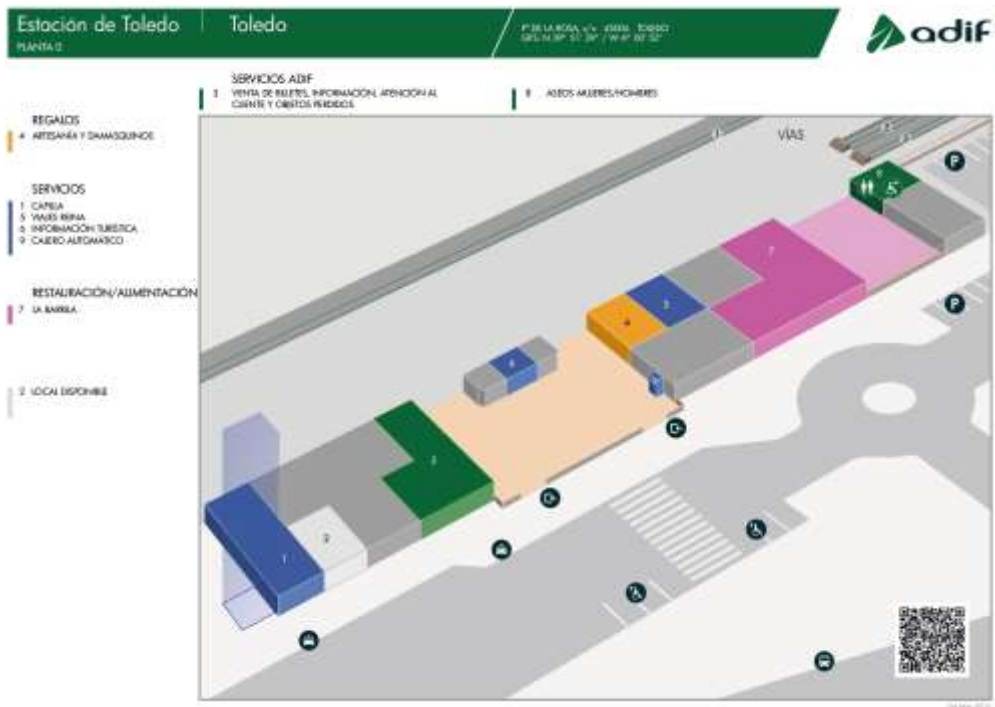 Estación de Toledo
Toledo
PLANTA 0
adif
SERVICIOS ADIF
3 VENTA DE BILLETES, INFORMACIÓN, ATENCIÓN AL
CLIENTE Y OBJETOS PERDIDOS
8 ASEOS MUJERES/HOMBRES
REGALOS
4 ARTESANÍA Y DAMASQUINOS
SERVICIOS
1 CAPILLA
5 VIAJES REINA
6 INFORMACIÓN TURÍSTICA
9 CAJERO AUTOMÁTICO
RESTAURACIÓN/ALIMENTACIÓN
7 LA BARRILA
2 LOCAL DISPONIBLE
VÍAS
P
8
7
P
5
4
6
9
3
2
1